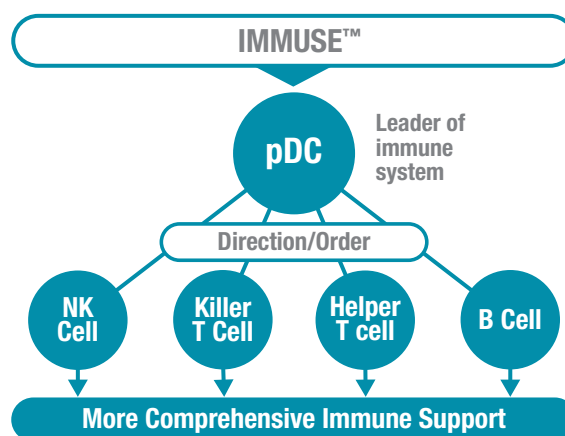 IMMUSE™
pDC
Leader of
immune
system
Direction/Order
NK
Cell
Killer
T Cell
Helper
T cell
B Cell
More Comprehensive Immune Support